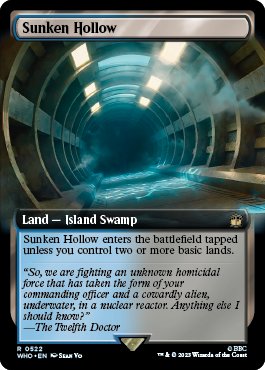 Sunken Hollow
Land — Island Swamp
Sunken Hollow enters the battlefield tapped
unless you control two or more basic lands.
"So, we are fighting an unknown homicidal
force that has taken the form of your
commanding officer and a cowardly alien,
underwater, in a nuclear reactor. Anything else I
should know?"
—The Twelfth Doctor
R 0522
WHO • EN Sean Vo
© BBC
™ & © 2023 Wizards of the Coast